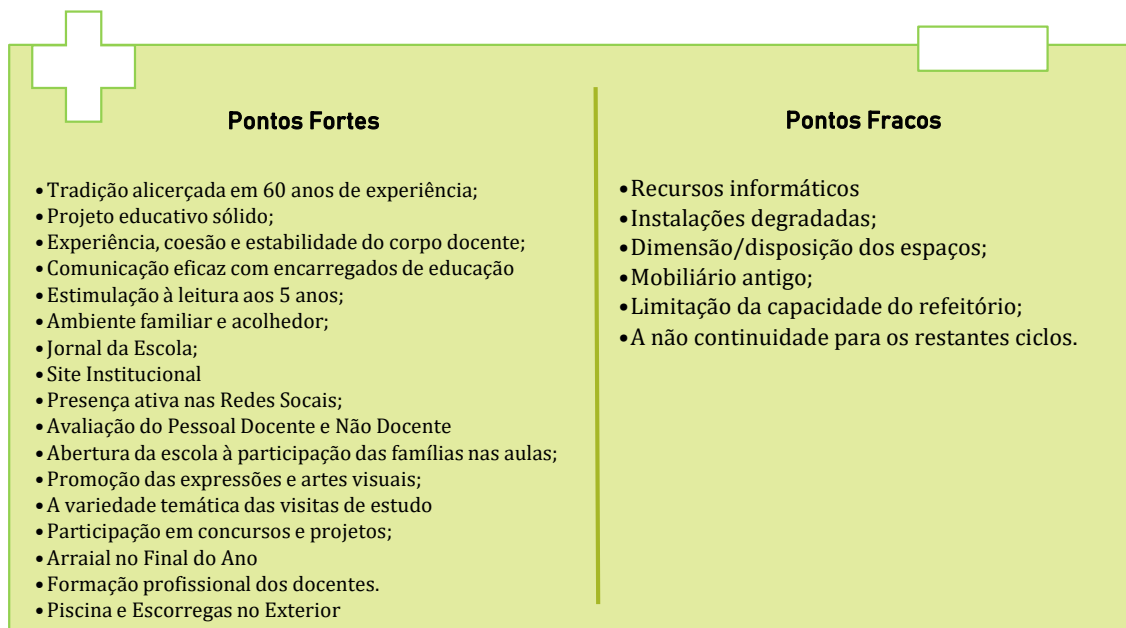 Pontos Fortes
•Tradição alicerçada em 60 anos de experiência;
•Projeto educativo sólido;
•Experiência, coesão e estabilidade do corpo docente;
•Comunicação eficaz com encarregados de educação
•Estimulação à leitura aos 5 anos;
•Ambiente familiar e acolhedor;
•Jornal da Escola;
•Site Institucional
•Presença ativa nas Redes Socais;
•Avaliação do Pessoal Docente e Não Docente
•Abertura da escola à participação das famílias nas aulas;
•Promoção das expressões e artes visuais;
•A variedade temática das visitas de estudo
•Participação em concursos e projetos;
•Arraial no Final do Ano
•Formação profissional dos docentes.
•Piscina e Escorregas no Exterior
Pontos Fracos
•Recursos informáticos
•Instalações degradadas;
•Dimensão/disposição dos espaços;
•Mobiliário antigo;
•Limitação da capacidade do refeitório;
•A não continuidade para os restantes ciclos.